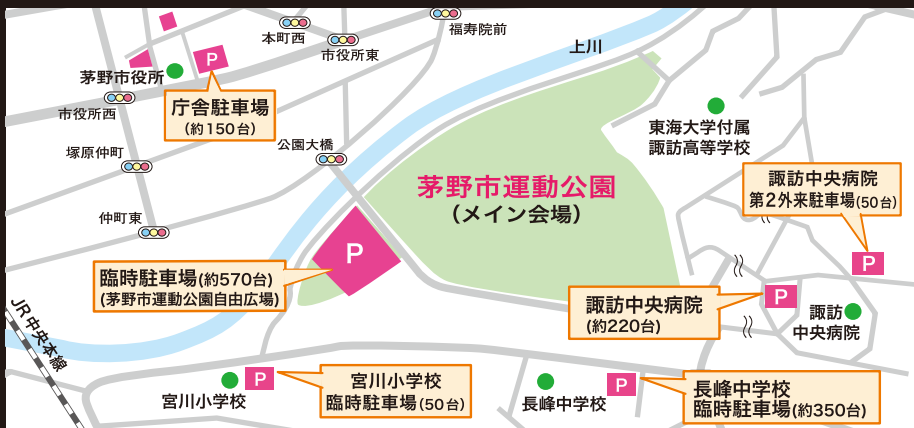 本町西
福寿院前
市役所東
上川
P
茅野市役所
市役所西
庁舎駐車場
(約150台)
東海大学付属
諏訪高等学校
塚原仲町
公園大橋
茅野市運動公園
(メイン会場)
諏訪中央病院
第2外来駐車場(50台)
仲町東
P
P
臨時駐車場(約570台)
(茅野市運動公園自由広場)
P
諏訪中央病院
(約220台)
諏訪
中央病院
JR中央本線
P
宮川小学校
宮川小学校
臨時駐車場(50台)
P
長峰中学校
長峰中学校
臨時駐車場(約350台)